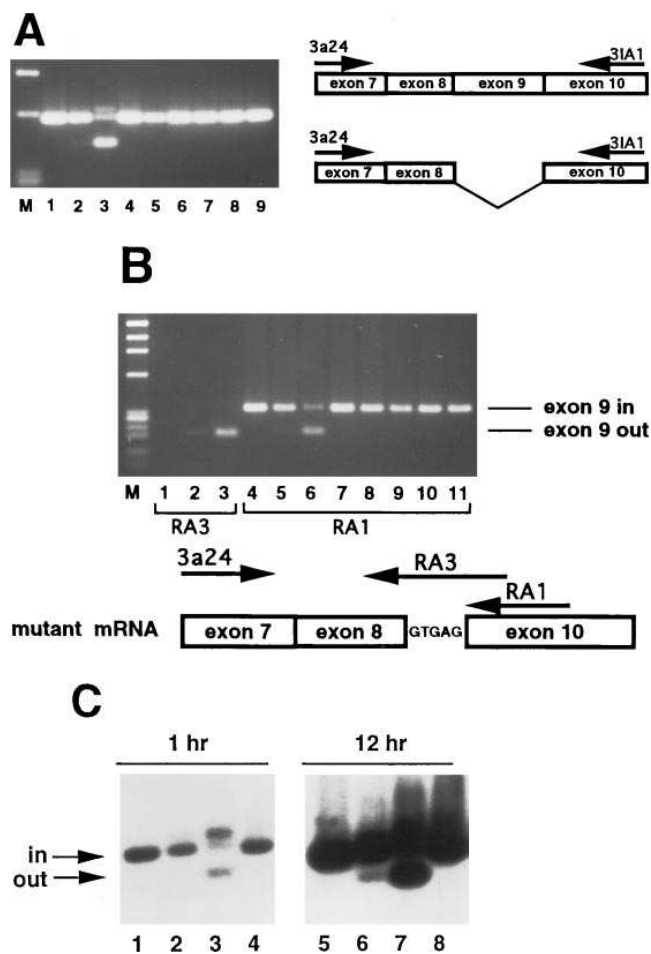 A
3a24
3IA1
exon 7 exon 8 exon 9 exon 10
3a24
3IA1
exon 7 exon 8 exon 10
M 1 2 3 4 5 6 7 8 9
B
exon 9 in
exon 9 out
M 1 2 3 4 5 6 7 8 9 10 11
RA3 RA1
3a24
RA3
RA1
mutant mRNA exon 7 exon 8 GTGAG exon 10
C
1 hr 12 hr
in
out
1 2 3 4 5 6 7 8